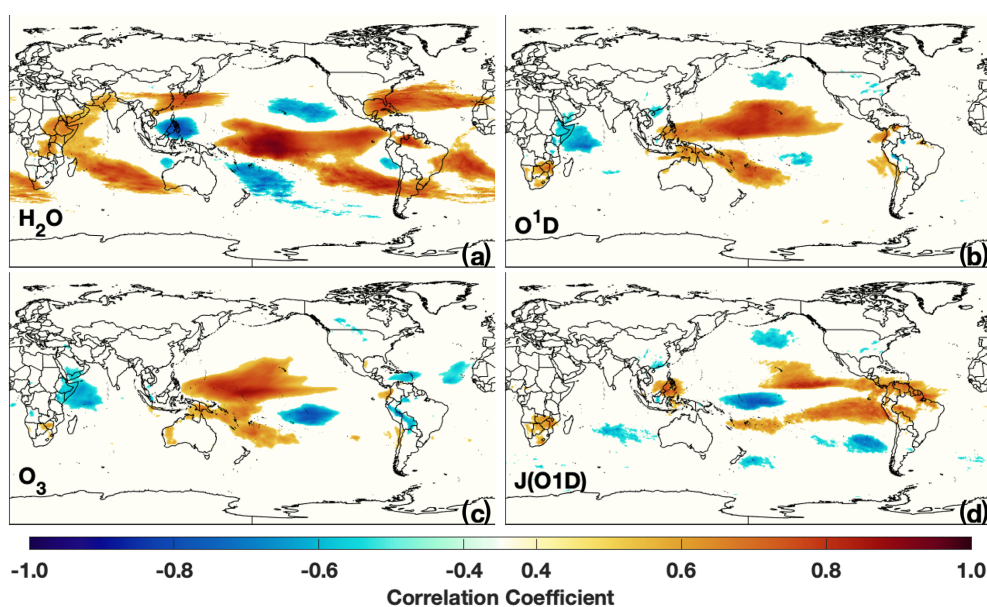 H₂O
(a)
O¹D
(b)
O₃
(c)
J(O1D)
(d)
-1.0 -0.8 -0.6 -0.4 0.4 0.6 0.8 1.0
Correlation Coefficient